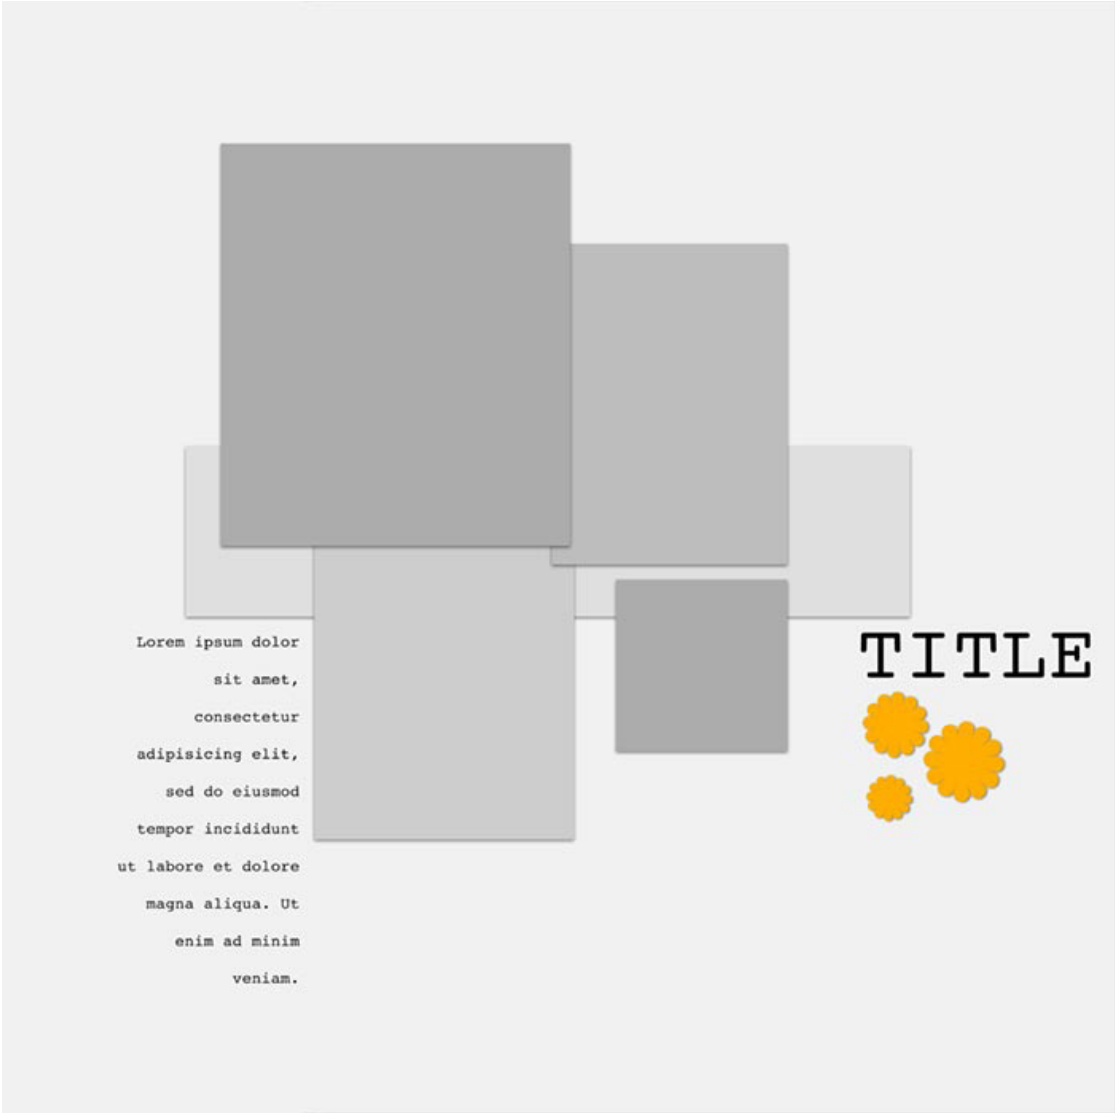 Lorem ipsum dolor
sit amet,
consectetur
adipisicing elit,
sed do eiusmod
tempor incididunt
ut labore et dolore
magna aliqua. Ut
enim ad minim
veniam.
TITLE